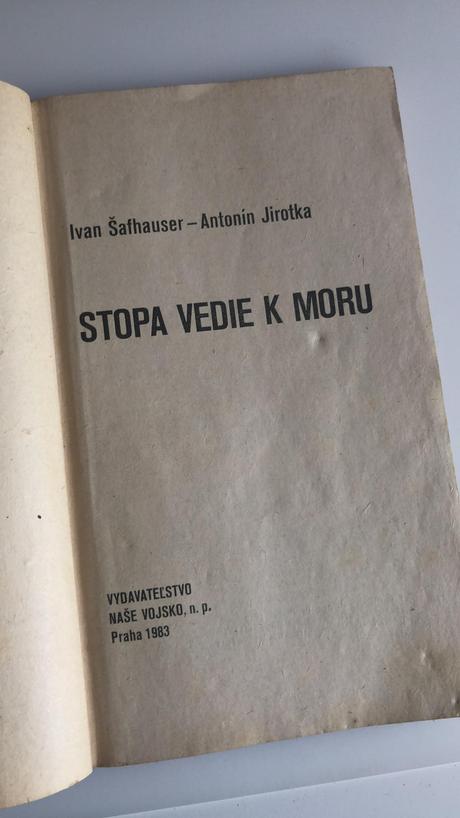 Ivan Šafhauser – Antonín Jirotka
STOPA VEDIE K MORU
VYDAVATEĽSTVO
NAŠE VOJSKO, n. p.
Praha 1983